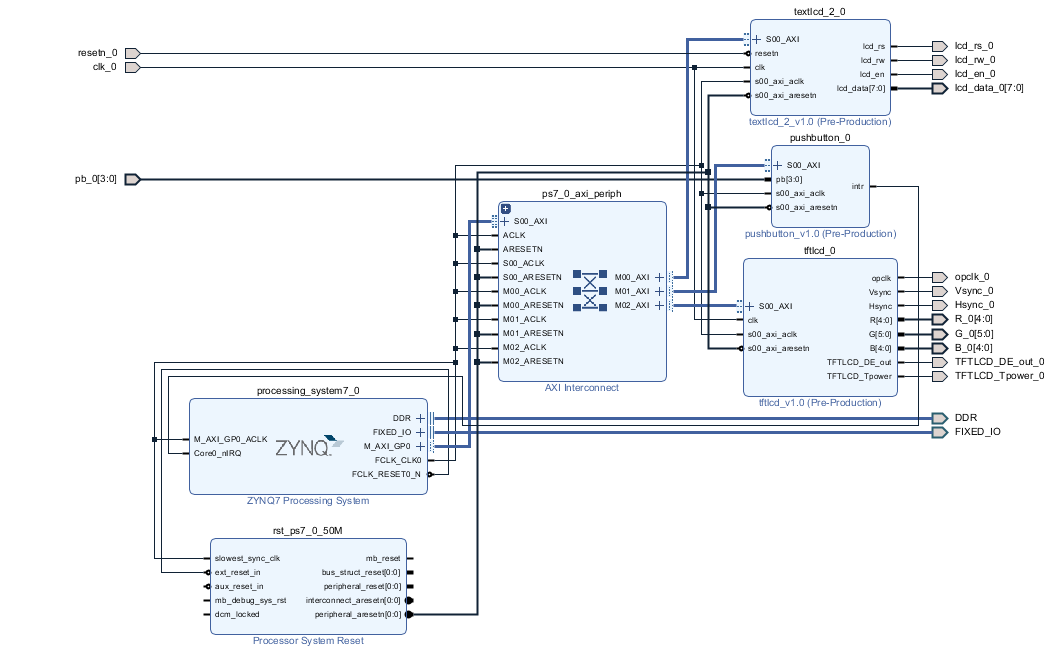 textlcd_2_0
S00_AXI
resetn
clk
s00_axi_aclk
s00_axi_aresetn
lcd_rs
lcd_rw
lcd_en
lcd_data[7:0]
textlcd_2_v1.0 (Pre-Production)
resetn_0
clk_0
pb_0[3:0]
lcd_rs_0
lcd_rw_0
lcd_en_0
lcd_data_0[7:0]
pushbutton_0
S00_AXI
pb[3:0]
s00_axi_aclk
s00_axi_aresetn
intr
pushbutton_v1.0 (Pre-Production)
ps7_0_axi_periph
S00_AXI
ACLK
ARESETN
S00_ACLK
S00_ARESETN
M00_ACLK
M00_ARESETN
M01_ACLK
M01_ARESETN
M02_ACLK
M02_ARESETN
M00_AXI
M01_AXI
M02_AXI
AXI Interconnect
tftlcd_0
S00_AXI
clk
s00_axi_aclk
s00_axi_aresetn
opclk
Vsync
Hsync
R[4:0]
G[5:0]
B[4:0]
TFTLCD_DE_out
TFTLCD_Tpower
tftlcd_v1.0 (Pre-Production)
opclk_0
Vsync_0
Hsync_0
R_0[4:0]
G_0[5:0]
B_0[4:0]
TFTLCD_DE_out_0
TFTLCD_Tpower_0
DDR
FIXED_IO
processing_system7_0
M_AXI_GP0_ACLK
Core0_nIRQ
ZYNQ
DDR
FIXED_IO
M_AXI_GP0
FCLK_CLK0
FCLK_RESET0_N
ZYNQ7 Processing System
rst_ps7_0_50M
slowest_sync_clk
ext_reset_in
aux_reset_in
mb_debug_sys_rst
dcm_locked
mb_reset
bus_struct_reset[0:0]
peripheral_reset[0:0]
interconnect_aresetn[0:0]
peripheral_aresetn[0:0]
Processor System Reset